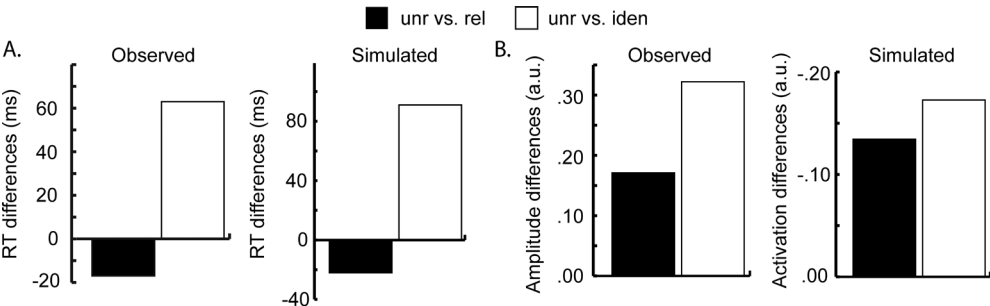 unr vs. rel   unr vs. iden
A.
Observed
RT differences (ms)
60
40
20
0
-20
Simulated
RT differences (ms)
80
40
0
-40
B.
Observed
Amplitude differences (a.u.)
.30
.20
.10
.00
Simulated
Activation differences (a.u.)
-.20
-.10
.00